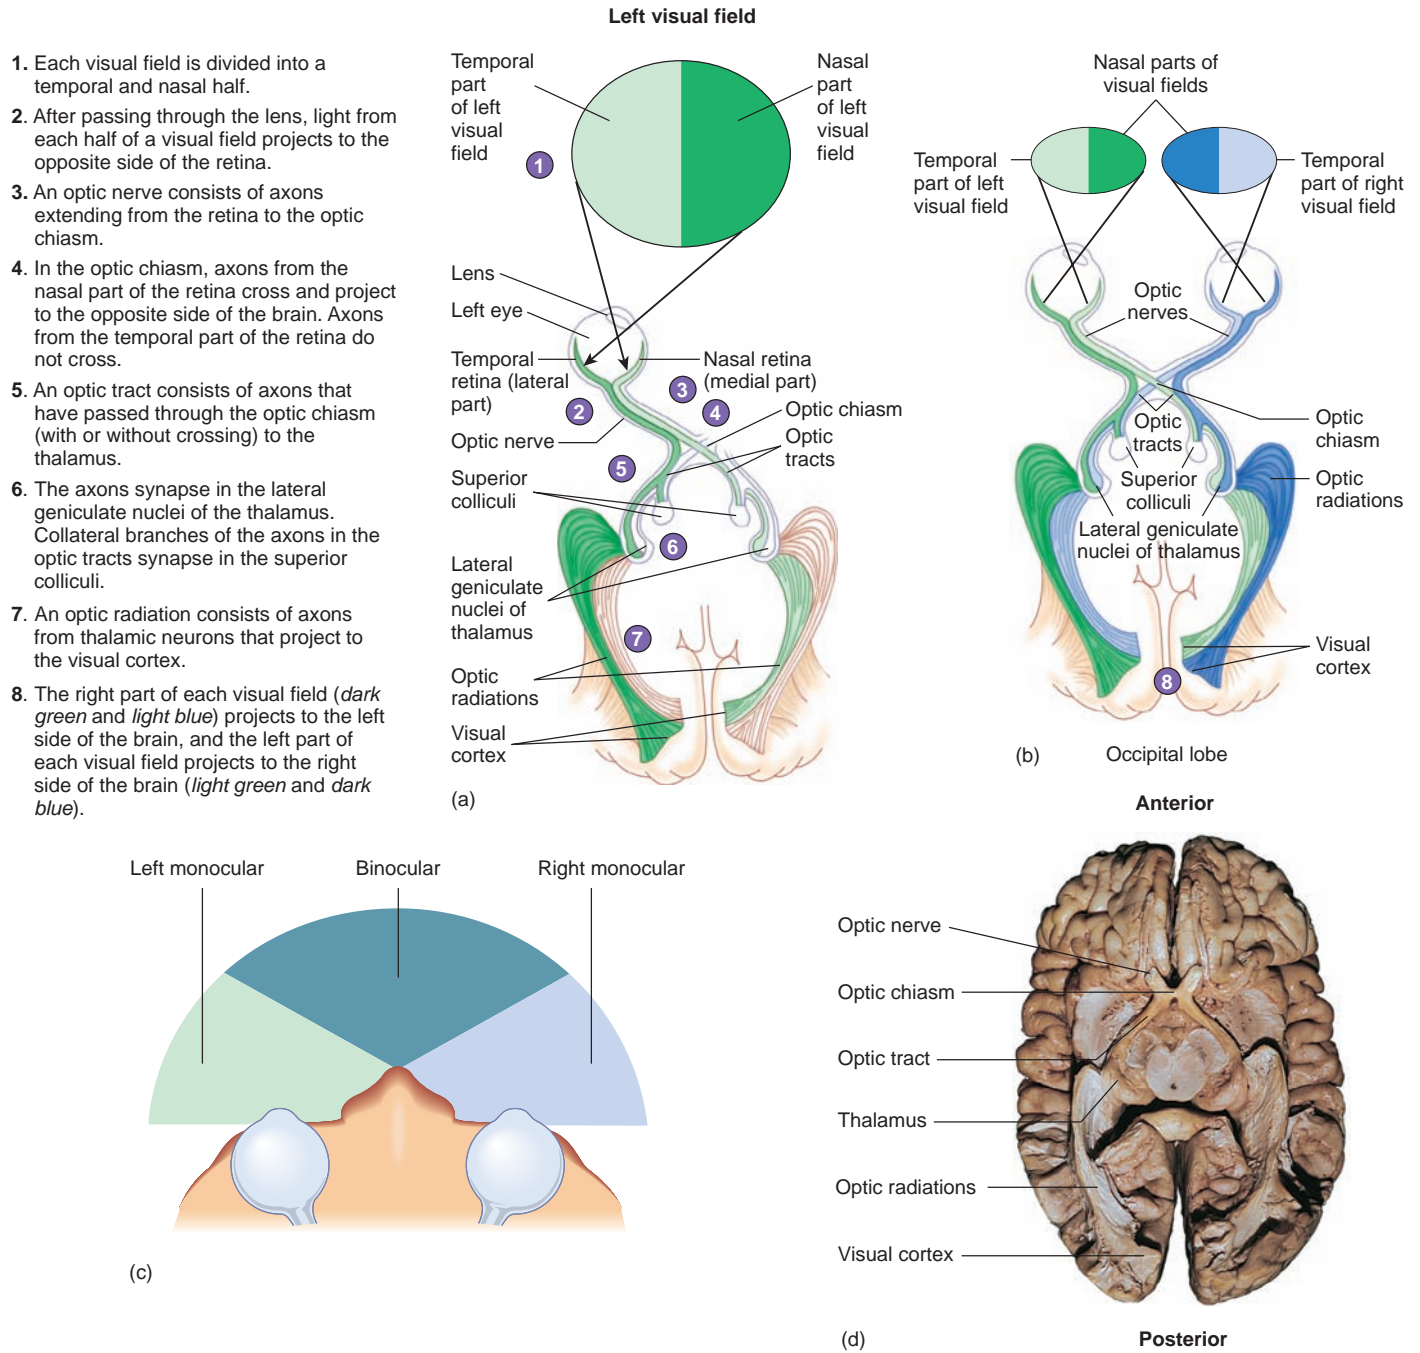 Left visual field
1. Each visual field is divided into a
temporal and nasal half.
2. After passing through the lens, light from
each half of a visual field projects to the
opposite side of the retina.
3. An optic nerve consists of axons
extending from the retina to the optic
chiasm.
4. In the optic chiasm, axons from the
nasal part of the retina cross and project
to the opposite side of the brain. Axons
from the temporal part of the retina do
not cross.
5. An optic tract consists of axons that
have passed through the optic chiasm
(with or without crossing) to the
thalamus.
6. The axons synapse in the lateral
geniculate nuclei of the thalamus.
Collateral branches of the axons in the
optic tracts synapse in the superior
colliculi.
7. An optic radiation consists of axons
from thalamic neurons that project to
the visual cortex.
8. The right part of each visual field (dark
green and light blue) projects to the left
side of the brain, and the left part of
each visual field projects to the right
side of the brain (light green and dark
blue).
Temporal
part
of left
visual
field
Nasal
part
of left
visual
field
1
Lens
Left eye
Temporal
retina (lateral
part)
Nasal retina
(medial part)
2
3
4
Optic nerve
Optic chiasm
Optic
tracts
5
Superior
colliculi
6
Lateral
geniculate
nuclei of
thalamus
7
Optic
radiations
Visual
cortex
(a)
Nasal parts of
visual fields
Temporal
part of left
visual field
Temporal
part of right
visual field
Optic
nerves
Optic
tracts
Optic
chiasm
Superior
colliculi
Optic
radiations
Lateral geniculate
nuclei of thalamus
Visual
cortex
8
(b)
Occipital lobe
Left monocular
Binocular
Right monocular
(c)
Anterior
Optic nerve
Optic chiasm
Optic tract
Thalamus
Optic radiations
Visual cortex
(d)
Posterior